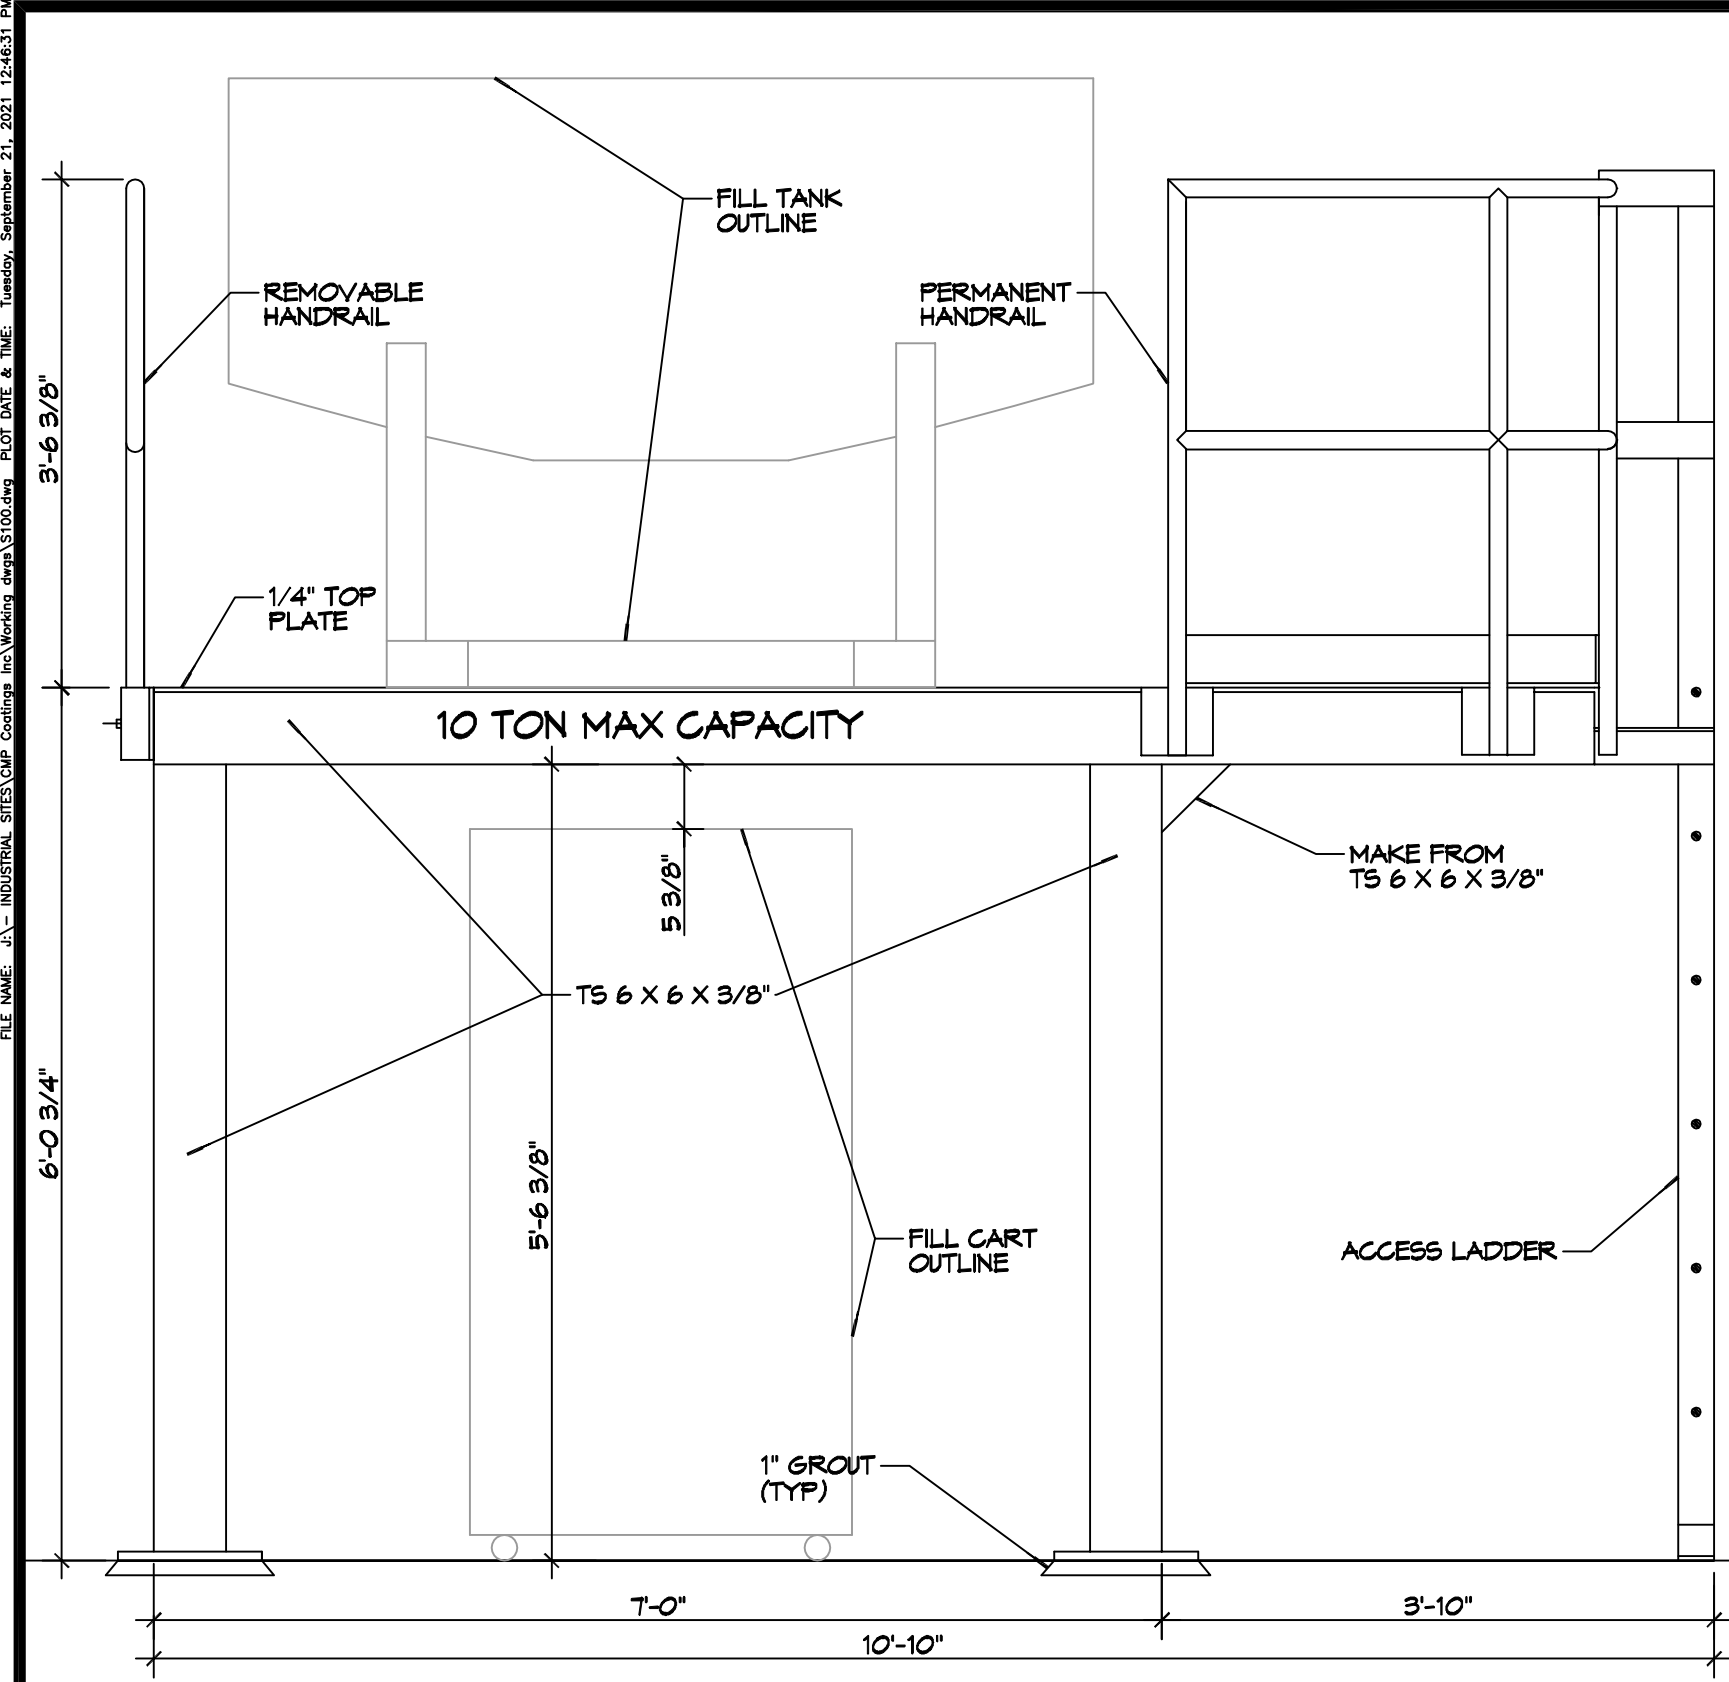 FILE NAME: J:\- INDUSTRIAL SITES\CMP Coatings Inc\Working dwgs\S100.dwg PLOT DATE & TIME: Tuesday, September 21, 2021 12:46:31 PM
FILL TANK
OUTLINE
REMOVABLE
HANDRAIL
PERMANENT
HANDRAIL
3'-6 3/8"
1/4" TOP
PLATE
10 TON MAX CAPACITY
5 3/8"
MAKE FROM
TS 6 X 6 X 3/8"
TS 6 X 6 X 3/8"
6'-0 3/4"
5'-6 3/8"
FILL CART
OUTLINE
ACCESS LADDER
1" GROUT
(TYP)
7'-0"
3'-10"
10'-10"